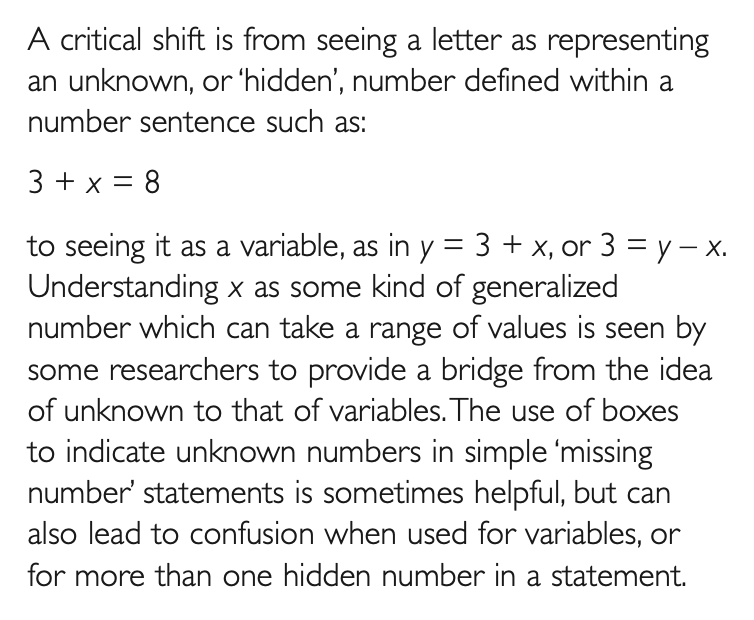 A critical shift is from seeing a letter as representing
an unknown, or ‘hidden’, number defined within a
number sentence such as:
3 + x = 8
to seeing it as a variable, as in y = 3 + x, or 3 = y – x.
Understanding x as some kind of generalized
number which can take a range of values is seen by
some researchers to provide a bridge from the idea
of unknown to that of variables. The use of boxes
to indicate unknown numbers in simple ‘missing
number’ statements is sometimes helpful, but can
also lead to confusion when used for variables, or
for more than one hidden number in a statement.